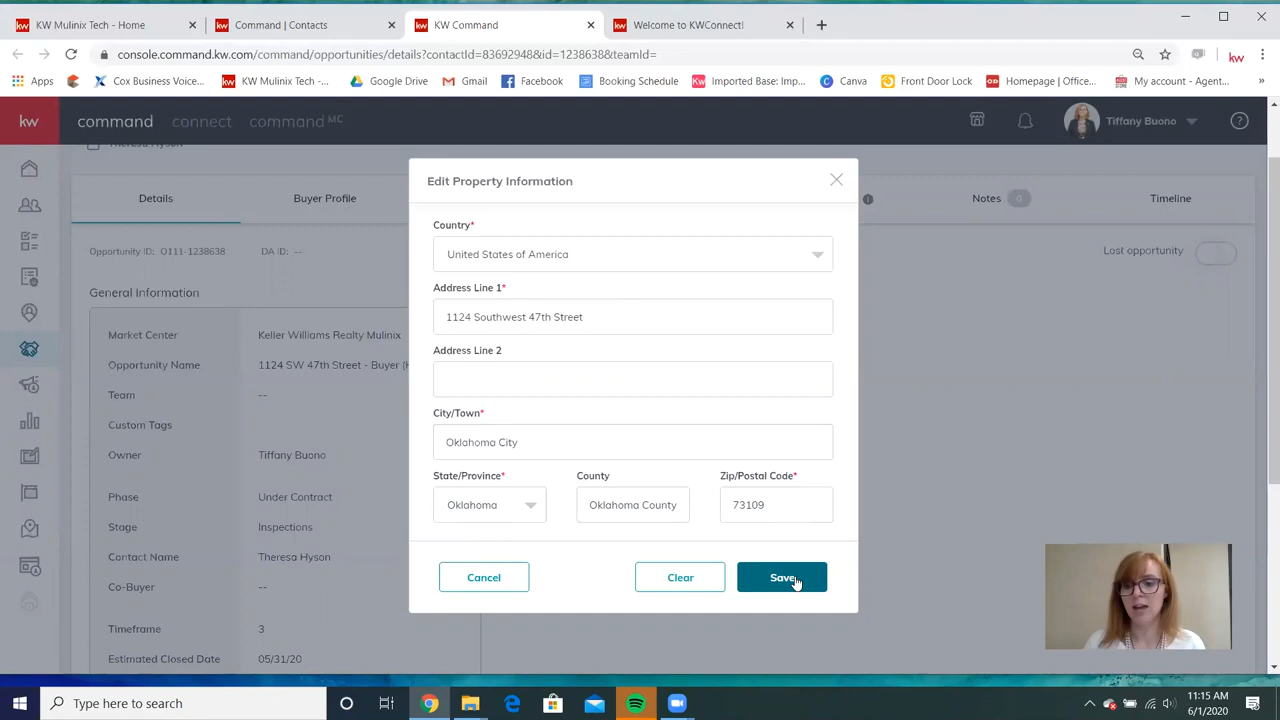 KW Mulinix Tech - Home
Command | Contacts
KW Command
Welcome to KWConnect!
console.command.kw.com/command/opportunities/details?contactId=83692948&id=1238638&teamId=
kw
Apps
Cox Business Voice...
KW Mulinix Tech -...
Google Drive
Gmail
Facebook
Booking Schedule
Imported Base: Imp...
Canva
Front Door Lock
Homepage | Office...
My account - Agent...
kw
command
connect
command MC
Tiffany Buono
Theresa Hyson
Edit Property Information
Details
Buyer Profile
Notes 0
Timeline
Country*
Opportunity ID: O111-1238638
DA ID: --
United States of America
Lost opportunity
General Information
Address Line 1*
1124 Southwest 47th Street
Market Center
Keller Williams Realty Mulinix
Address Line 2
Opportunity Name
1124 SW 47th Street - Buyer (
Team
--
City/Town*
Custom Tags
Oklahoma City
Owner
Tiffany Buono
State/Province*
County
Zip/Postal Code*
Phase
Under Contract
Oklahoma
Oklahoma County
73109
Stage
Inspections
Contact Name
Theresa Hyson
Cancel
Clear
Save
Co-Buyer
--
Timeframe
3
Estimated Closed Date
05/31/20
Type here to search
11:15 AM
6/1/2020